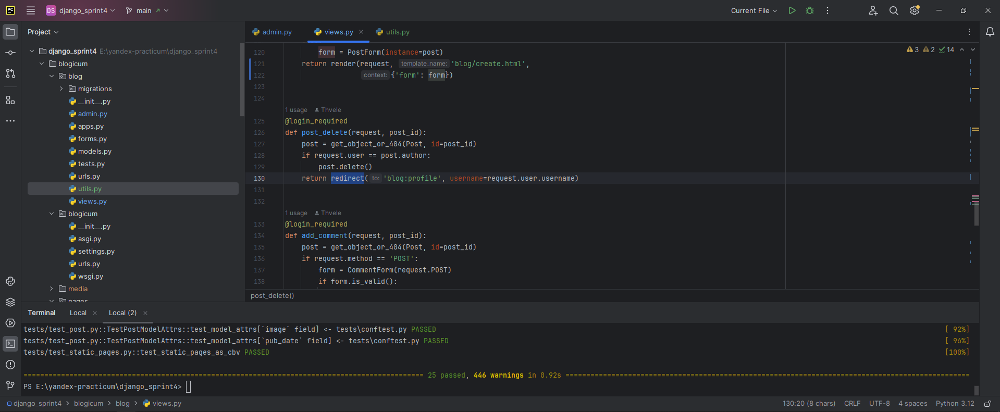 PC DS django_sprint4 main Current File
Project
django_sprint4 E:\yandex-practicum\django_sprint4
blogicum
blog
migrations
__init__.py
admin.py
apps.py
forms.py
models.py
tests.py
urls.py
utils.py
views.py
blogicum
__init__.py
asgi.py
settings.py
urls.py
wsgi.py
media
pages
admin.py views.py utils.py
3 2 14
120 form = PostForm(instance=post)
121 return render(request, template_name: 'blog/create.html',
122 context: {'form': form})
123
124
1 usage Thvele
125 @login_required
126 def post_delete(request, post_id):
127 post = get_object_or_404(Post, id=post_id)
128 if request.user == post.author:
129 post.delete()
130 return redirect( to: 'blog:profile', username=request.user.username)
131
132
1 usage Thvele
133 @login_required
134 def add_comment(request, post_id):
135 post = get_object_or_404(Post, id=post_id)
136 if request.method == 'POST':
137 form = CommentForm(request.POST)
138 if form.is_valid():
post_delete()
Terminal Local Local (2)
tests/test_post.py::TestPostModelAttrs::test_model_attrs[`image` field] <- tests\conftest.py PASSED [ 92%]
tests/test_post.py::TestPostModelAttrs::test_model_attrs[`pub_date` field] <- tests\conftest.py PASSED [ 96%]
tests/test_static_pages.py::test_static_pages_as_cbv PASSED [100%]
================================================================================================ 25 passed, 446 warnings in 0.92s =================================================================================================
PS E:\yandex-practicum\django_sprint4>
django_sprint4 > blogicum > blog > views.py 130:20 (8 chars) CRLF UTF-8 4 spaces Python 3.12